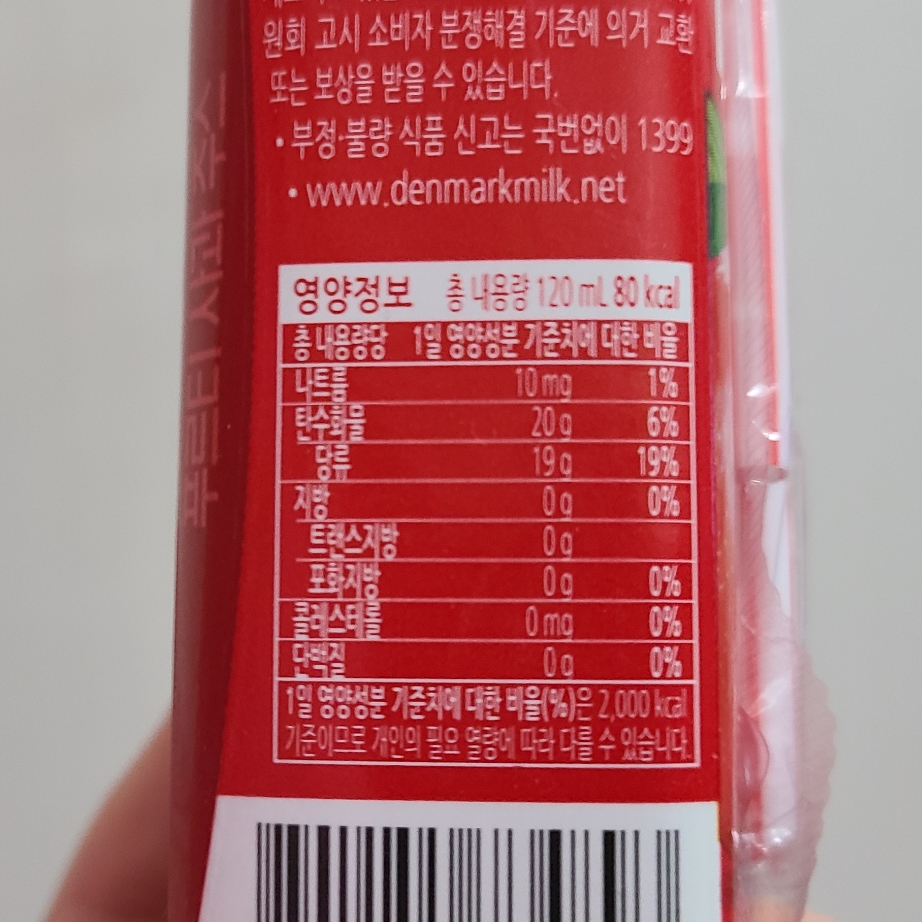 원회 고시 소비자 분쟁해결 기준에 의거 교환
또는 보상을 받을 수 있습니다.
• 부정·불량 식품 신고는 국번없이 1399
• www.denmarkmilk.net
영양정보 총 내용량 120 mL 80 kcal
총 내용량당 1일 영양성분 기준치에 대한 비율
나트륨 10 mg 1%
탄수화물 20 g 6%
당류 19 g 19%
지방 0 g 0%
트랜스지방 0 g
포화지방 0 g 0%
콜레스테롤 0 mg 0%
단백질 0 g 0%
1일 영양성분 기준치에 대한 비율(%)은 2,000 kcal
기준이므로 개인의 필요 열량에 따라 다를 수 있습니다.